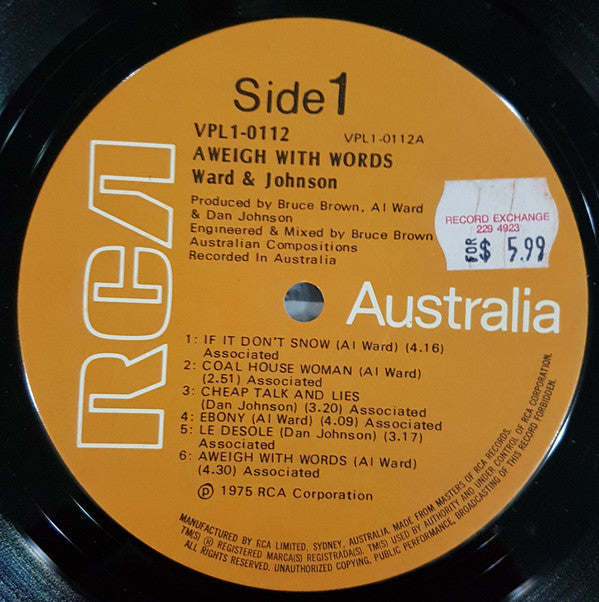 Side 1
VPL1-0112 VPL1-0112A
AWEIGH WITH WORDS
Ward & Johnson
Produced by Bruce Brown, Al Ward
& Dan Johnson
Engineered & Mixed by Bruce Brown
Australian Compositions
Recorded In Australia
RECORD EXCHANGE
229 4923
FOR $ 5.99
RCA
Australia
1: IF IT DON'T SNOW (Al Ward) (4.16)
Associated
2: COAL HOUSE WOMAN (Al Ward)
(2.51) Associated
3: CHEAP TALK AND LIES
(Dan Johnson) (3.20) Associated
4: EBONY (Al Ward) (4.09) Associated
5: LE DESOLE (Dan Johnson) (3.17)
Associated
6: AWEIGH WITH WORDS (Al Ward)
(4.30) Associated
℗ 1975 RCA Corporation
MANUFACTURED BY RCA LIMITED, SYDNEY, AUSTRALIA. MADE FROM MASTERS OF RCA RECORDS.
TM(S) ® REGISTERED MARCA(S) REGISTRADA(S). TM(S) USED BY AUTHORITY AND UNDER CONTROL OF RCA CORPORATION.
ALL RIGHTS RESERVED. UNAUTHORIZED COPYING, PUBLIC PERFORMANCE, BROADCASTING OF THIS RECORD FORBIDDEN.